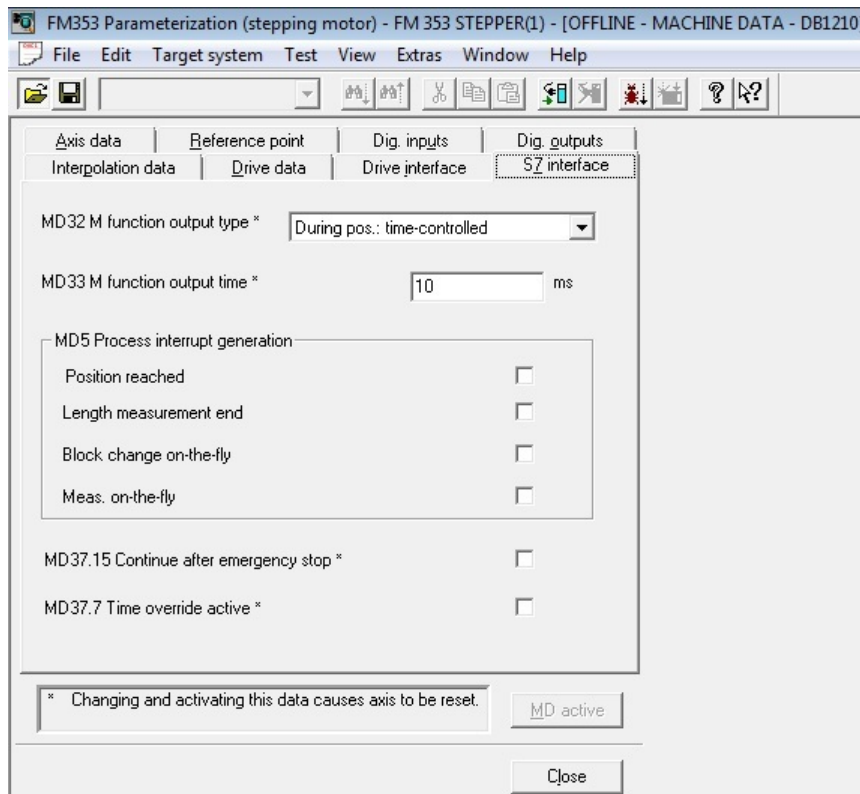 FM353 Parameterization (stepping motor) - FM 353 STEPPER(1) - [OFFLINE - MACHINE DATA - DB1210
File Edit Target system Test View Extras Window Help
Axis data Reference point Dig. inputs Dig. outputs
Interpolation data Drive data Drive interface S7 interface
MD32 M function output type * During pos.: time-controlled
MD33 M function output time * 10 ms
MD5 Process interrupt generation
Position reached
Length measurement end
Block change on-the-fly
Meas. on-the-fly
MD37.15 Continue after emergency stop *
MD37.7 Time override active *
* Changing and activating this data causes axis to be reset.
MD active
Close